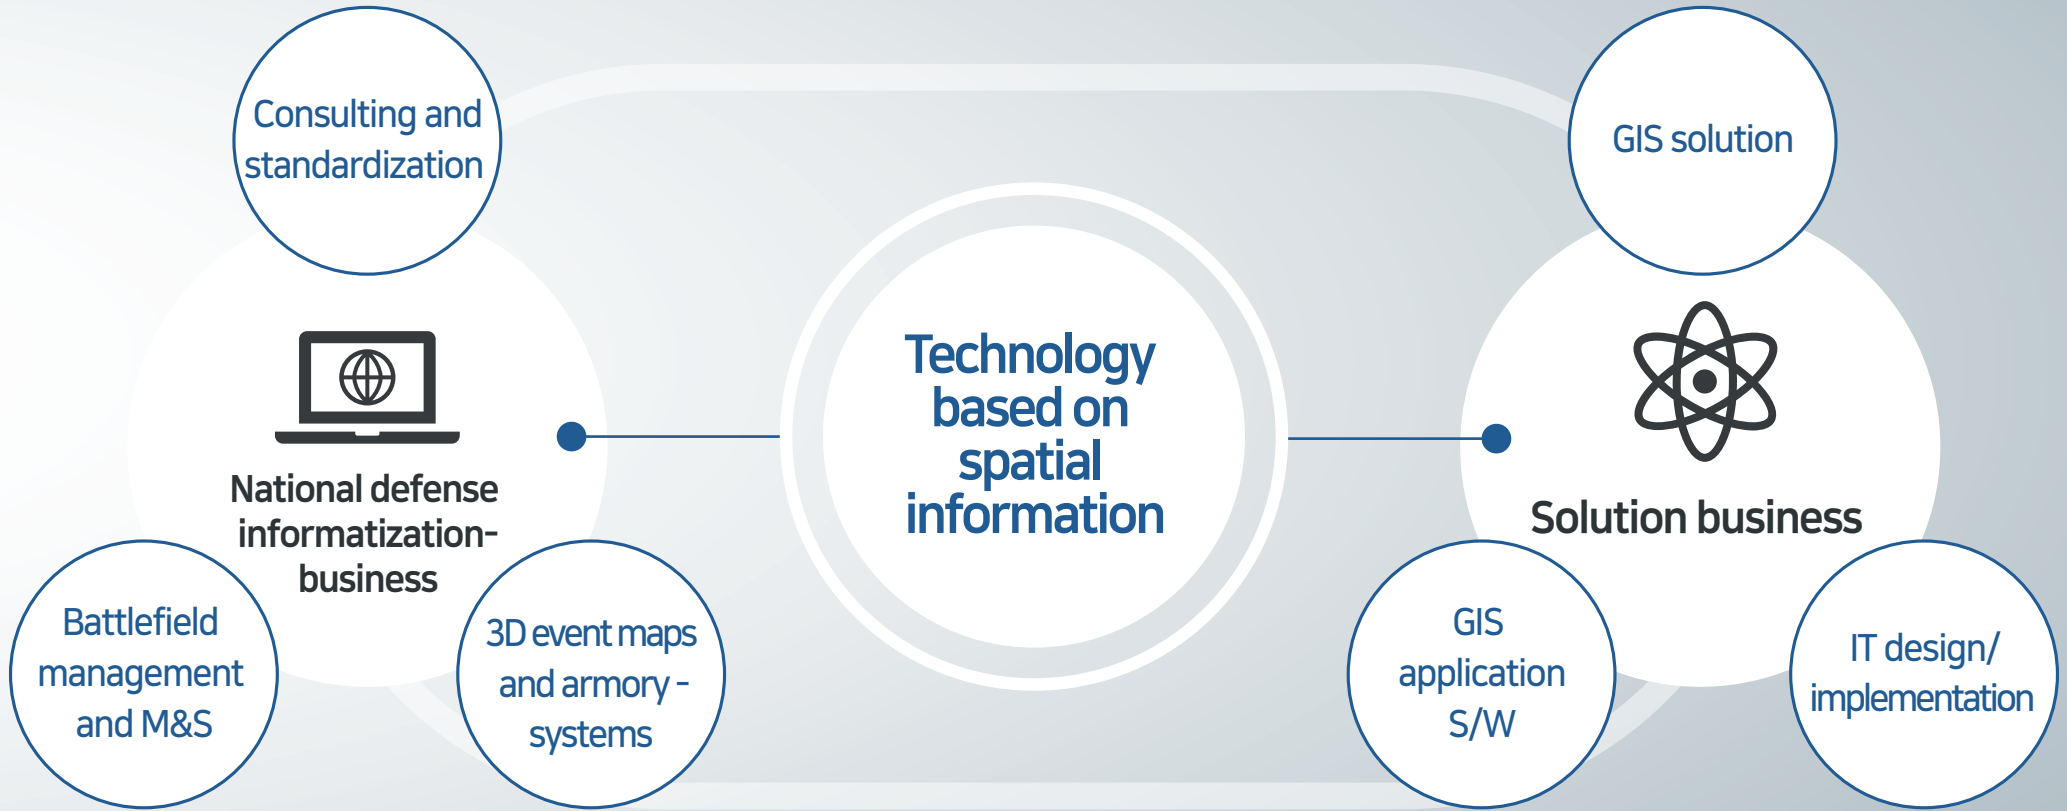 Consulting and
standardization
National defense
informatization-
business
Battlefield
management
and M&S
3D event maps
and armory -
systems
Technology
based on
spatial
information
GIS solution
Solution business
GIS
application
S/W
IT design/
implementation